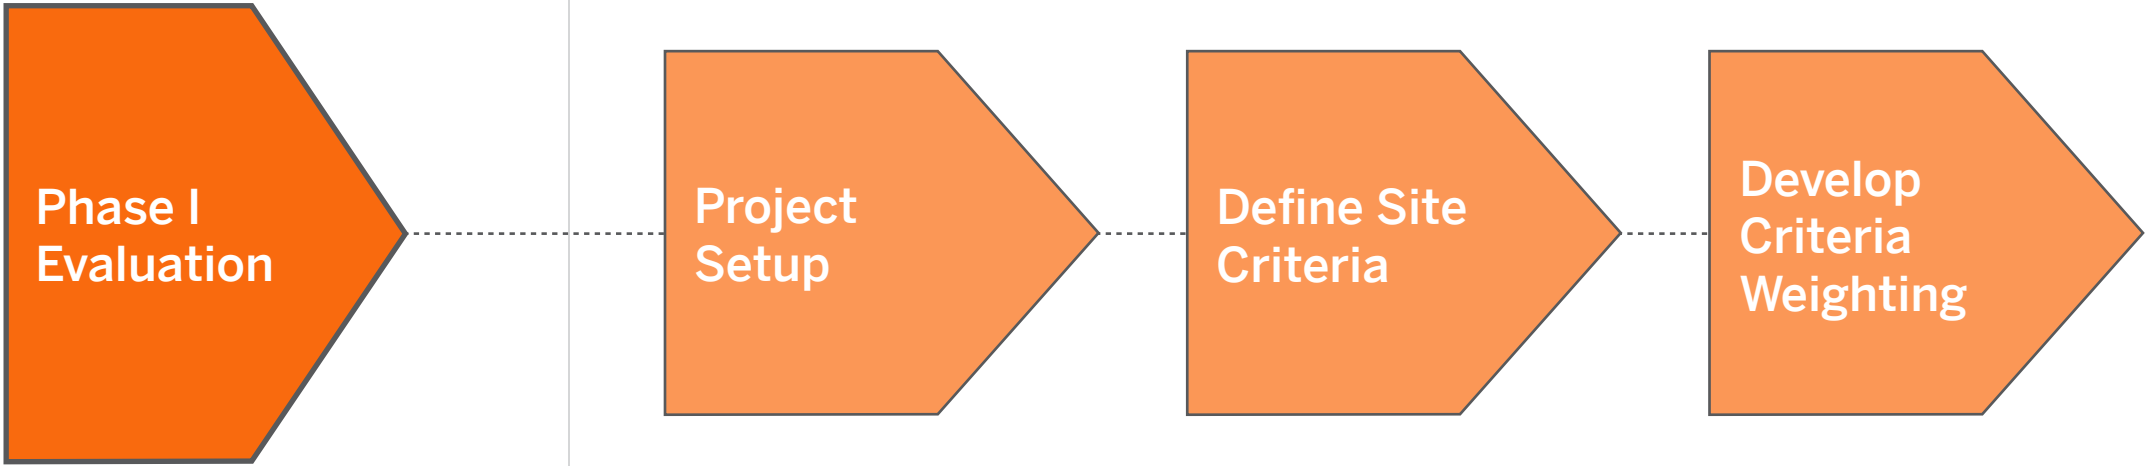 Phase I
Evaluation
Project
Setup
Define Site
Criteria
Develop
Criteria
Weighting